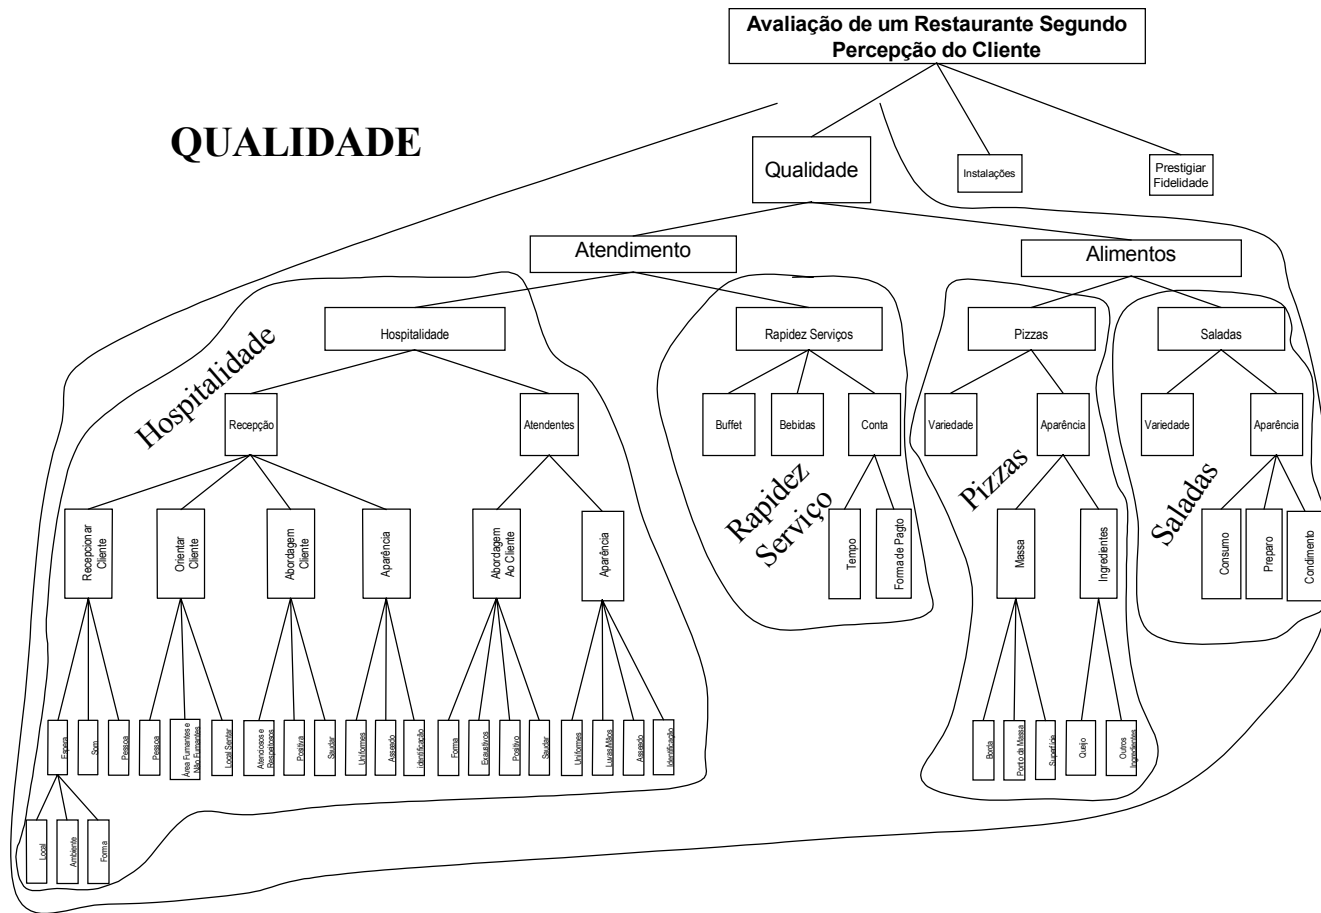 Avaliação de um Restaurante Segundo
Percepção do Cliente
QUALIDADE
Qualidade
Instalações
Prestigiar
Fidelidade
Atendimento
Alimentos
Hospitalidade
Rapidez Serviços
Pizzas
Saladas
Hospitalidade
Recepção
Atendentes
Buffet
Bebidas
Conta
Variedade
Aparência
Variedade
Aparência
Rapidez
Serviço
Pizzas
Saladas
Recepcionar
Cliente
Orientar
Cliente
Abordagem
Cliente
Aparência
Abordagem
Ao Cliente
Aparência
Tempo
Forma de Pagto
Massa
Ingredientes
Consumo
Preparo
Condimento
Espera
Som
Pessoa
Pessoa
Área Fumantes e
Não Fumantes
Local Sentar
Atenciosos e
Respeitosos
Positiva
Saudar
Uniformes
Asseado
identificação
Forma
Exaustivos
Positivo
Saudar
Uniformes
Luvas/Mãos
Asseado
Identificação
Borda
Ponto da Massa
Superfície
Queijo
Outros
Ingredientes
Local
Ambiente
Forma